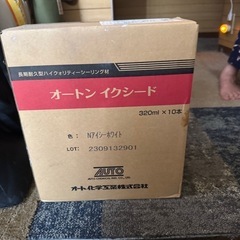 長期耐久型ハイクォリティーシーリング材
オートン イクシード
320ml×10本
色: Nアイシーホワイト
LOT: 2309132901
AUTO
オート化学工業株式会社